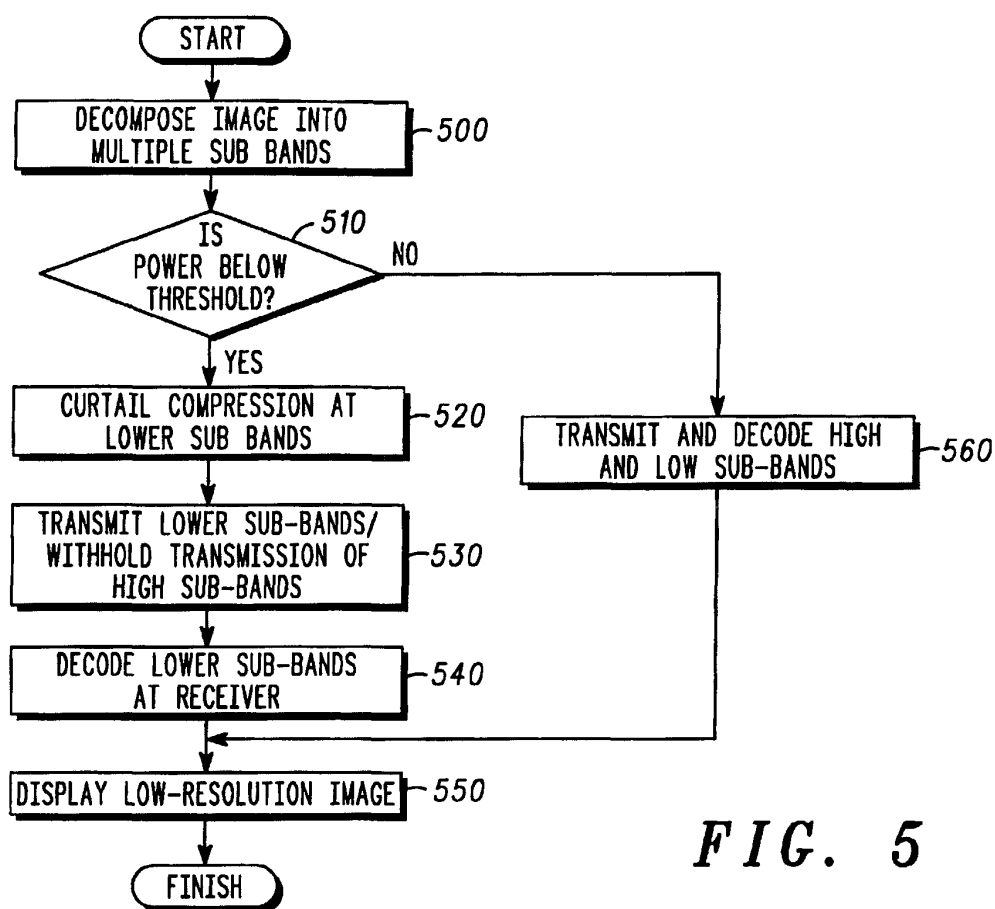 START
DECOMPOSE IMAGE INTO
MULTIPLE SUB BANDS
500
510
IS
POWER BELOW
THRESHOLD?
NO
YES
CURTAIL COMPRESSION AT
LOWER SUB BANDS
520
TRANSMIT AND DECODE HIGH
AND LOW SUB-BANDS
560
TRANSMIT LOWER SUB-BANDS/
WITHHOLD TRANSMISSION OF
HIGH SUB-BANDS
530
DECODE LOWER SUB-BANDS
AT RECEIVER
540
DISPLAY LOW-RESOLUTION IMAGE
550
FINISH
FIG. 5